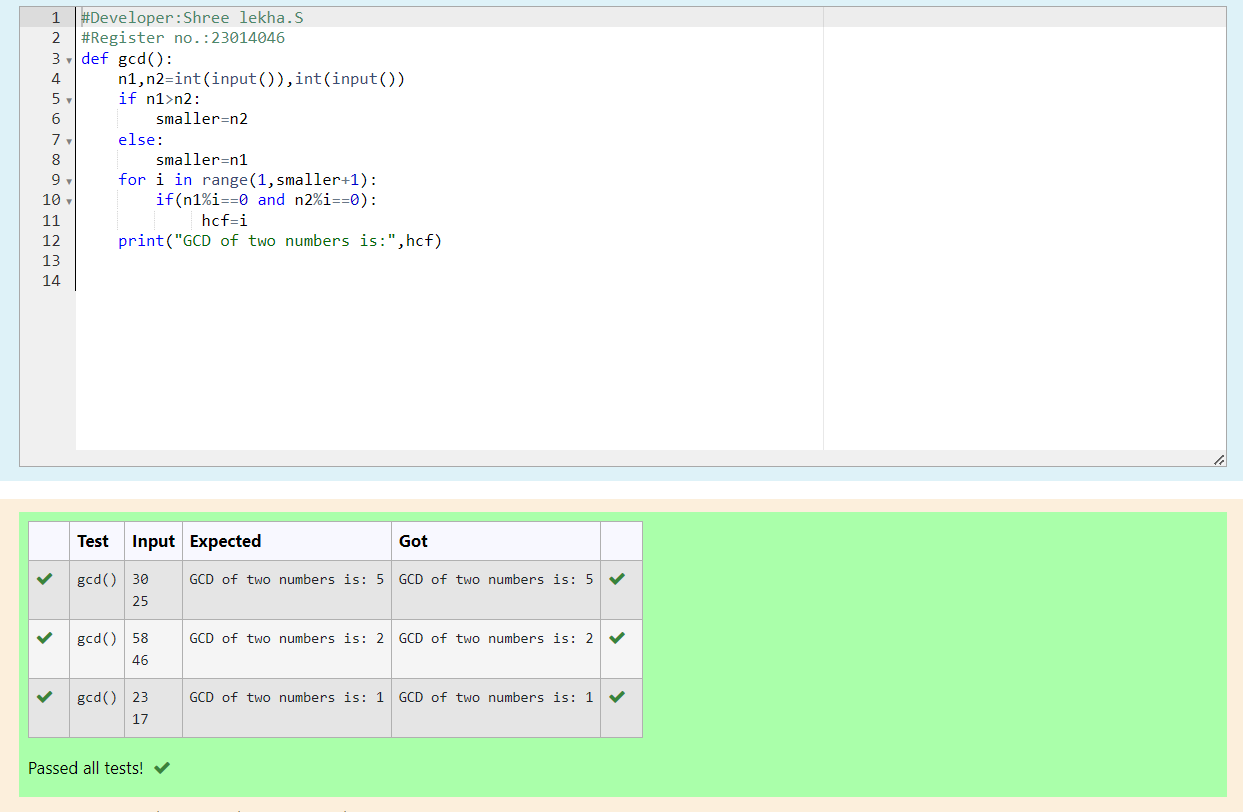 1 #Developer:Shree lekha.S
2 #Register no.:23014046
3 def gcd():
4     n1,n2=int(input()),int(input())
5     if n1>n2:
6         smaller=n2
7     else:
8         smaller=n1
9     for i in range(1,smaller+1):
10         if(n1%i==0 and n2%i==0):
11              hcf=i
12     print("GCD of two numbers is:",hcf)
13
14
Test Input Expected Got
gcd() 30 GCD of two numbers is: 5 GCD of two numbers is: 5
25
gcd() 58 GCD of two numbers is: 2 GCD of two numbers is: 2
46
gcd() 23 GCD of two numbers is: 1 GCD of two numbers is: 1
17
Passed all tests!